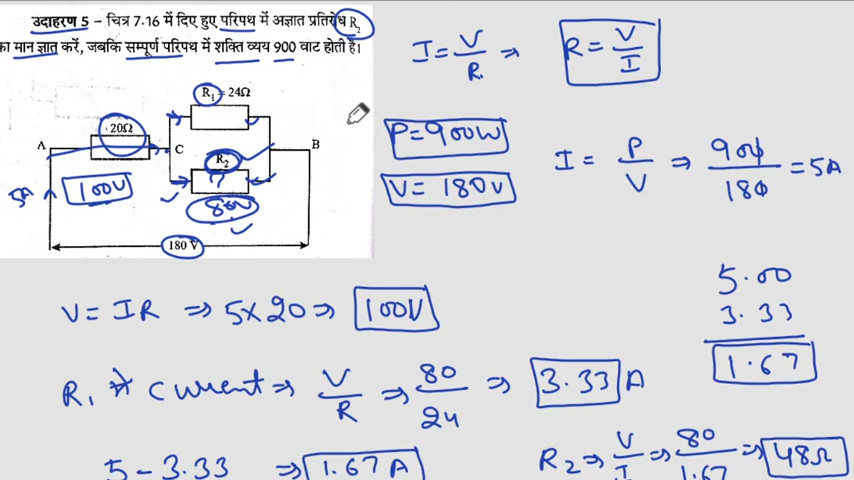 उदाहरण 5 – चित्र 7.16 में दिए हुए परिपथ में अज्ञात प्रतिरोध R2
का मान ज्ञात करें, जबकि सम्पूर्ण परिपथ में शक्ति व्यय 900 वाट होती है।
R1 = 24Ω
20Ω
A
C
B
R2
5A
100V
80V
180 V
I = V/R ⇒ R = V/I
P = 900W
V = 180V
I = P/V ⇒ 900/180 = 5A
V = IR ⇒ 5×20 ⇒ 100V
5.00
3.33
1.67
R1 में Current ⇒ V/R ⇒ 80/24 ⇒ 3.33 A
5 - 3.33 ⇒ 1.67 A
R2 ⇒ V/I ⇒ 80/1.67 ⇒ 48Ω